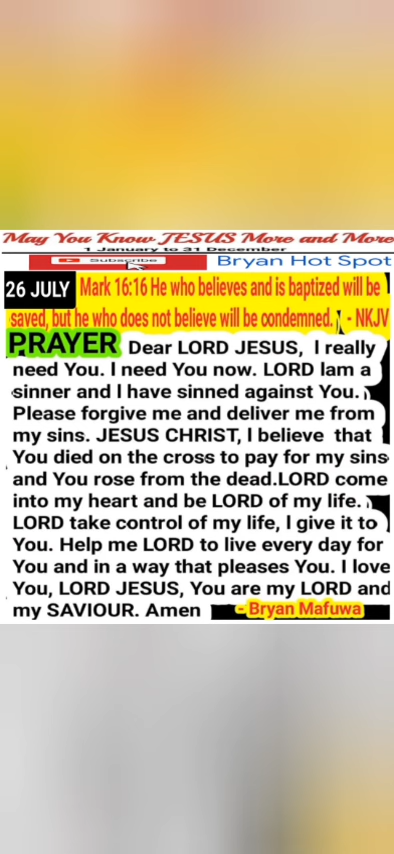 May You Know JESUS More and More
1 January to 31 December
Subscribe
Bryan Hot Spot
26 JULY
Mark 16:16 He who believes and is baptized will be
saved, but he who does not believe will be condemned. - NKJV
PRAYER Dear LORD JESUS, I really
need You. I need You now. LORD Iam a
sinner and I have sinned against You.
Please forgive me and deliver me from
my sins. JESUS CHRIST, I believe that
You died on the cross to pay for my sins
and You rose from the dead.LORD come
into my heart and be LORD of my life.
LORD take control of my life, I give it to
You. Help me LORD to live every day for
You and in a way that pleases You. I love
You, LORD JESUS, You are my LORD and
my SAVIOUR. Amen - Bryan Mafuwa